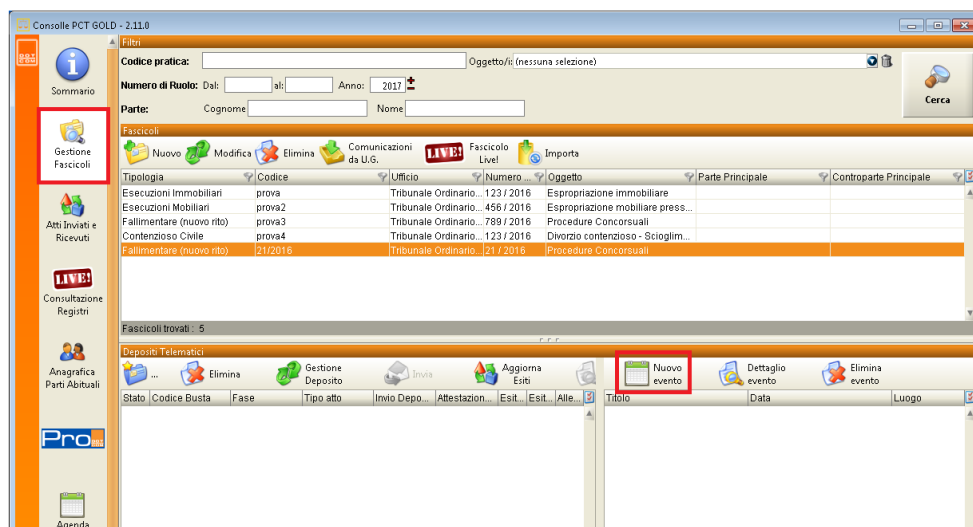 Consolle PCT GOLD - 2.11.0
Sommario
Gestione
Fascicoli
Atti Inviati e
Ricevuti
LIVE!
Consultazione
Registri
Anagrafica
Parti Abituali
Pro
Agenda
Filtri
Codice pratica: Oggetto/i: (nessuna selezione)
Numero di Ruolo: Dal: al: Anno: 2017
Parte: Cognome Nome
Cerca
Fascicoli
Nuovo Modifica Elimina Comunicazioni da U.G. LIVE! Fascicolo Live! Importa
Tipologia Codice Ufficio Numero ... Oggetto Parte Principale Controparte Principale
Esecuzioni Immobiliari prova Tribunale Ordinario... 123 / 2016 Espropriazione immobiliare
Esecuzioni Mobiliari prova2 Tribunale Ordinario... 456 / 2016 Espropriazione mobiliare press...
Fallimentare (nuovo rito) prova3 Tribunale Ordinario... 789 / 2016 Procedure Concorsuali
Contenzioso Civile prova4 Tribunale Ordinario... 123 / 2016 Divorzio contenzioso - Scioglim...
Fallimentare (nuovo rito) 21/2016 Tribunale Ordinario... 21 / 2016 Procedure Concorsuali
Fascicoli trovati : 5
Depositi Telematici
... Elimina Gestione Deposito Invia Aggiorna Esiti
Stato Codice Busta Fase Tipo atto Invio Depo... Attestazion... Esit... Esit... Alle...
Nuovo evento Dettaglio evento Elimina evento
Titolo Data Luogo